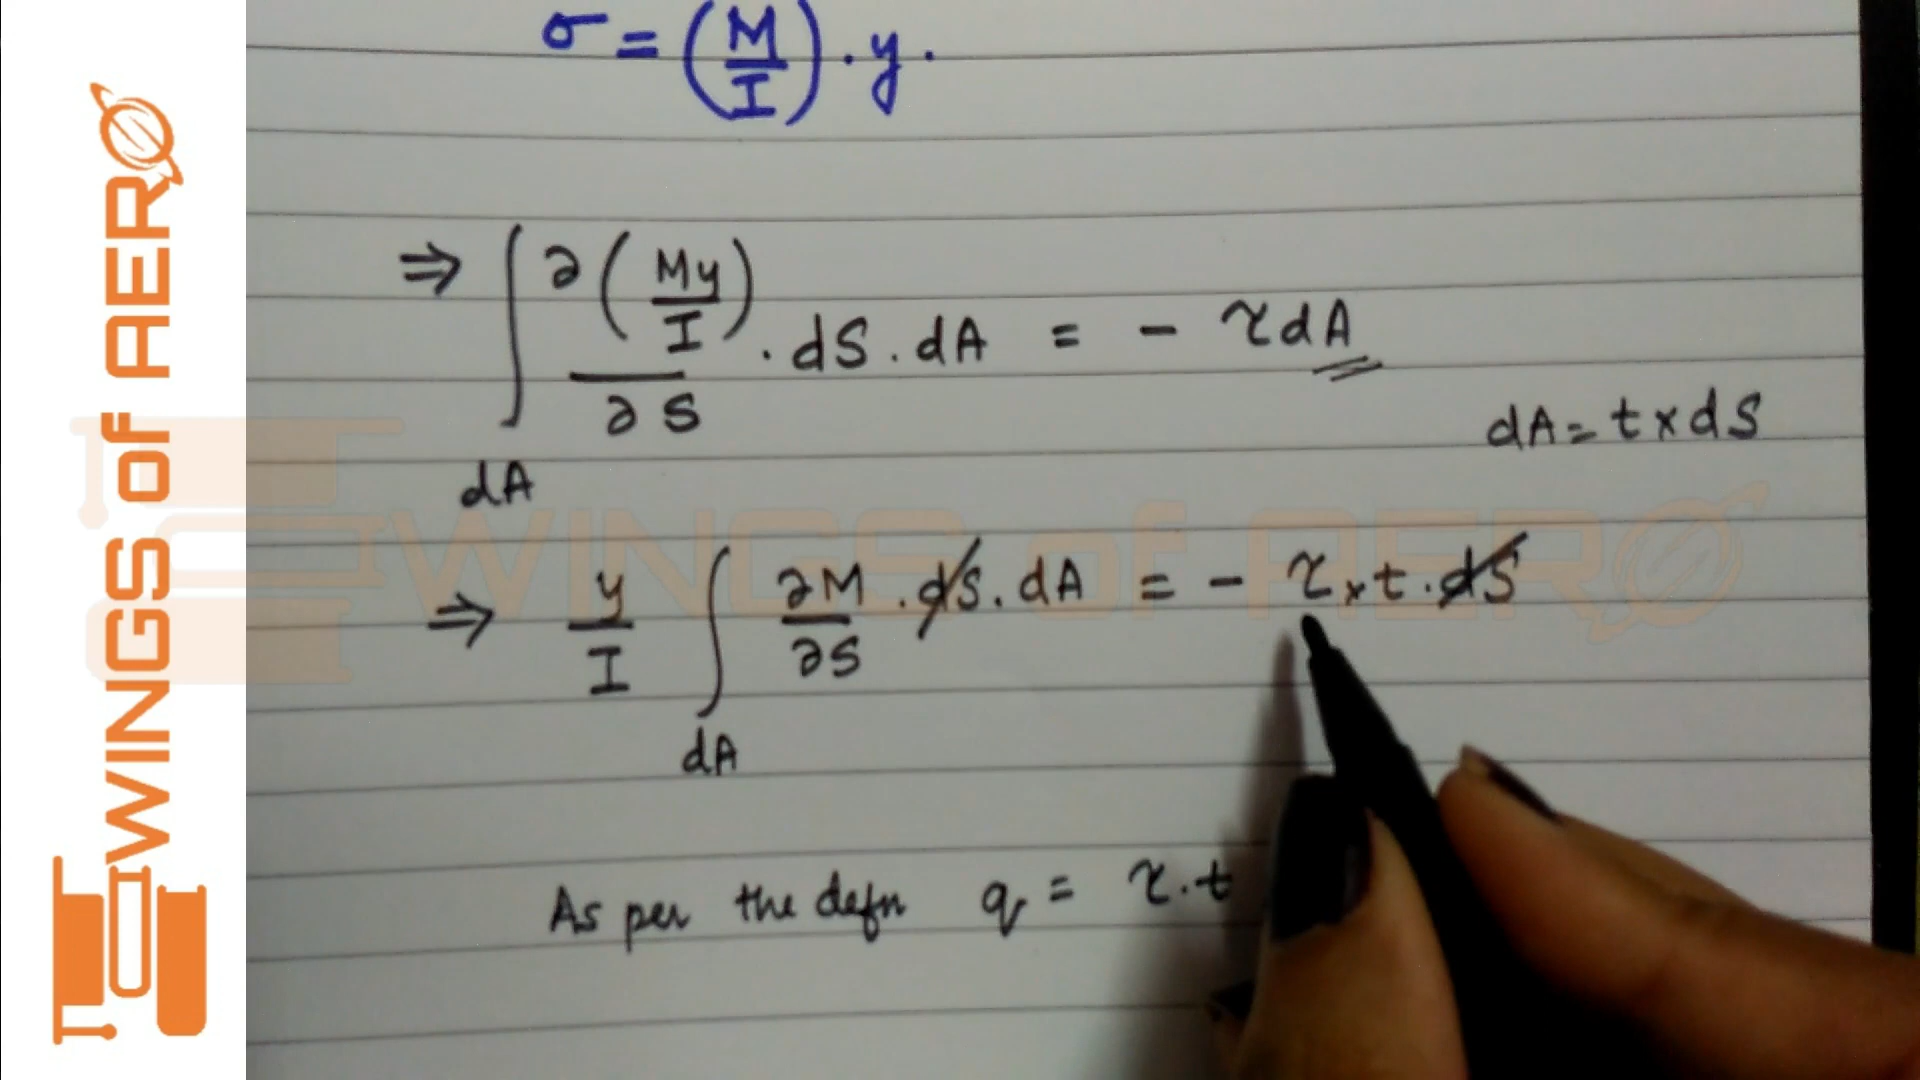 WINGS of AERO
σ = (M/I) . y .
⇒ ∫dA ∂(My/I)/∂S . dS . dA = - τdA
dA = t x dS
WINGS of AERO
⇒ y/I ∫dA ∂M/∂S . dS . dA = - τ x t . dS
As per the defn q = τ . t